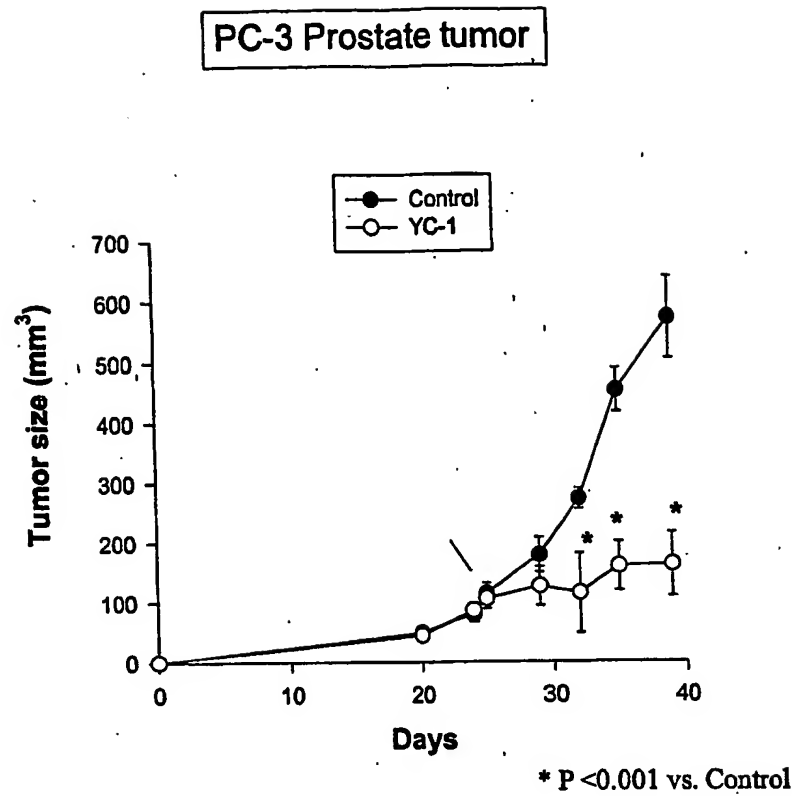 PC-3 Prostate tumor
Control
YC-1
700
600
500
400
300
200
100
0
Tumor size (mm³)
*
*
*
0
10
20
30
40
Days
* P <0.001 vs. Control